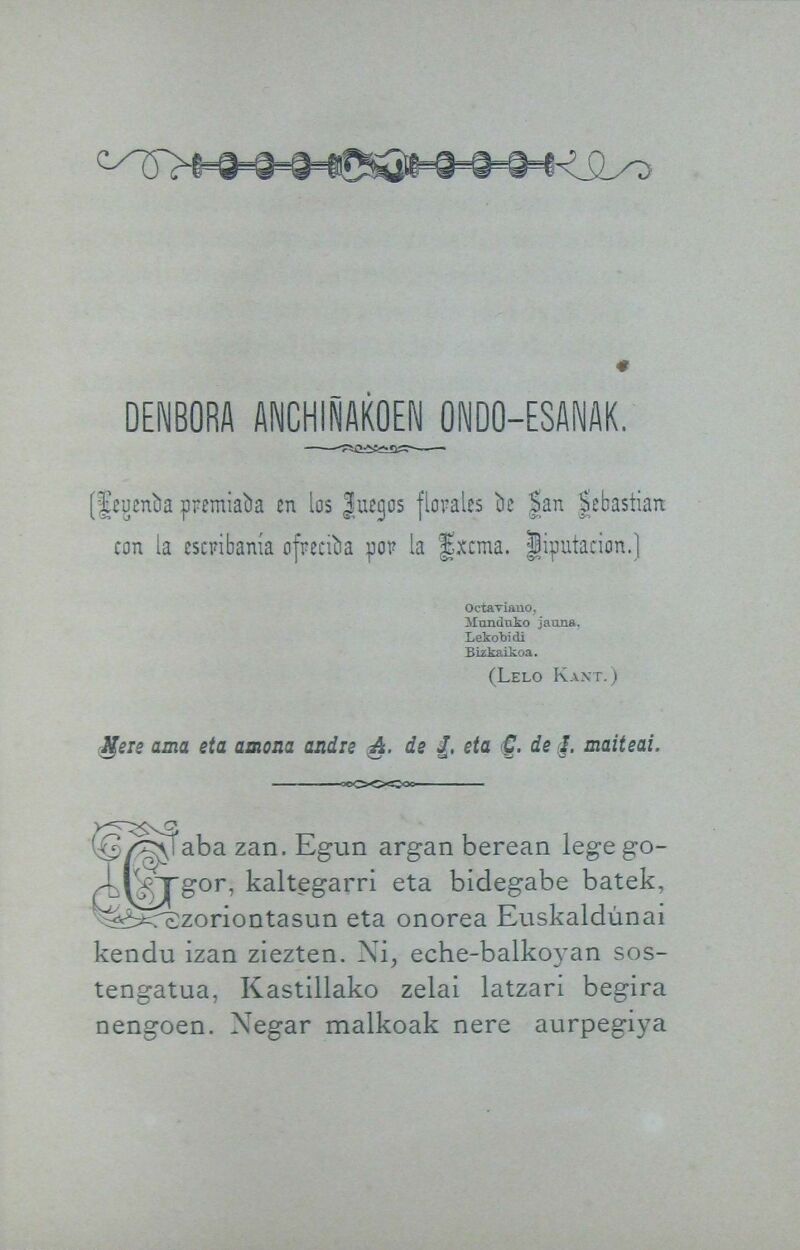 DENBORA ANCHIÑAKOEN ONDO-ESANAK.
(Leyenda premiada en los Juegos florales de San Sebastian
con la escribanía ofrecida por la Excma. Diputacion.)
Octaviano,
Munduko jauna,
Lekobidi
Bizkaikoa.
(LELO KANT.)
Nere ama eta amona andre A. de J. eta C. de J. maiteai.
Gaba zan. Egun argan berean lege go-
gor, kaltegarri eta bidegabe batek,
zoriontasun eta onorea Euskaldúnai
kendu izan ziezten. Ni, eche-balkoyan sos-
tengatua, Kastillako zelai latzari begira
nengoen. Negar malkoak nere aurpegiya